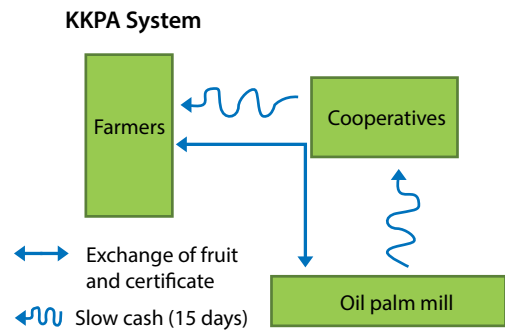 KKPA System
Farmers
Cooperatives
Exchange of fruit
and certificate
Oil palm mill
Slow cash (15 days)